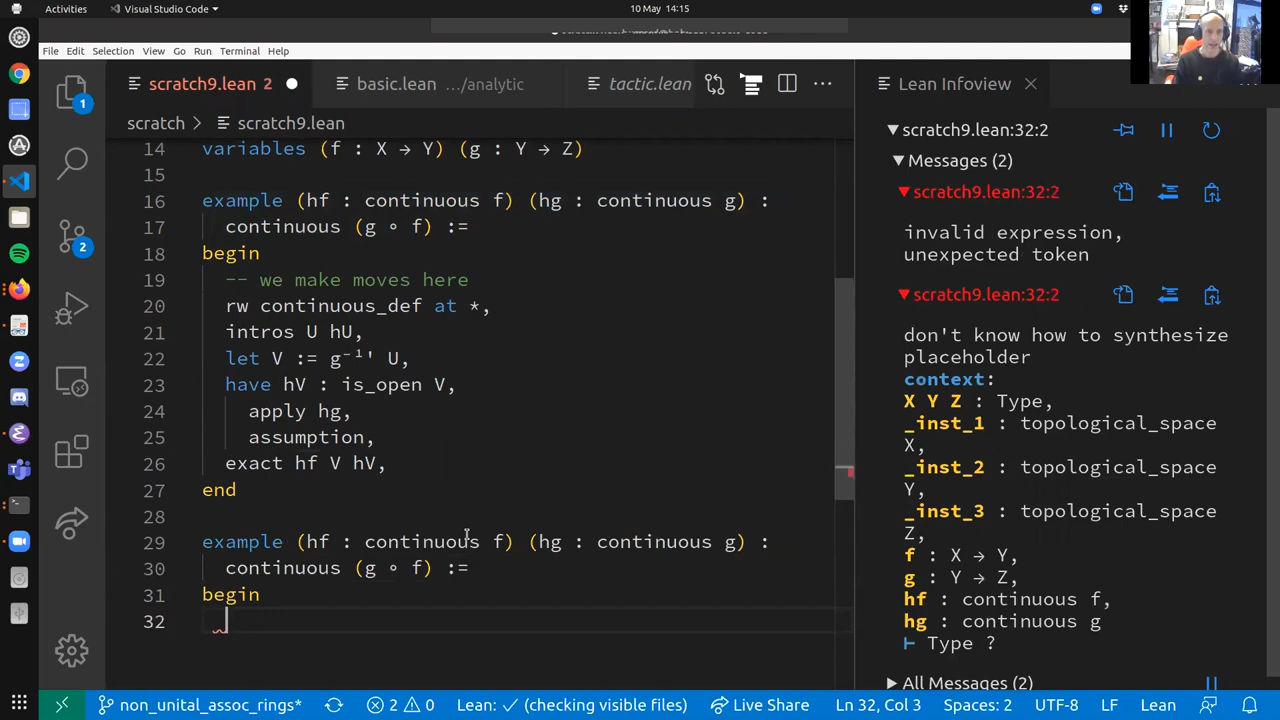 Activities
Visual Studio Code
10 May 14:15
File Edit Selection View Go Run Terminal Help
scratch9.lean 2
basic.lean …/analytic
tactic.lean
Lean Infoview
scratch > scratch9.lean
14 variables (f : X → Y) (g : Y → Z)
15
16 example (hf : continuous f) (hg : continuous g) :
17 continuous (g ∘ f) :=
18 begin
19 -- we make moves here
20 rw continuous_def at *,
21 intros U hU,
22 let V := g⁻¹' U,
23 have hV : is_open V,
24 apply hg,
25 assumption,
26 exact hf V hV,
27 end
28
29 example (hf : continuous f) (hg : continuous g) :
30 continuous (g ∘ f) :=
31 begin
32
1
2
scratch9.lean:32:2
Messages (2)
scratch9.lean:32:2
invalid expression,
unexpected token
scratch9.lean:32:2
don't know how to synthesize
placeholder
context:
X Y Z : Type,
_inst_1 : topological_space
X,
_inst_2 : topological_space
Y,
_inst_3 : topological_space
Z,
f : X → Y,
g : Y → Z,
hf : continuous f,
hg : continuous g
⊢ Type ?
All Messages (2)
non_unital_assoc_rings* 2 0 Lean: ✓ (checking visible files) Live Share Ln 32, Col 3 Spaces: 2 UTF-8 LF Lean